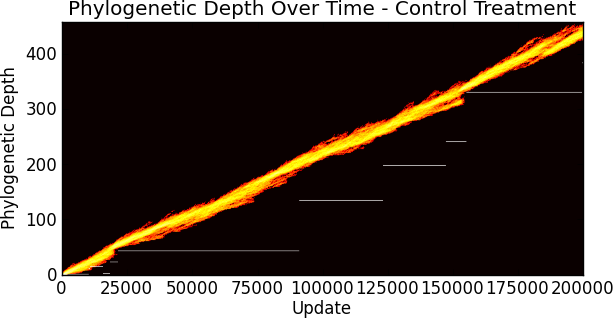 Phylogenetic Depth Over Time - Control Treatment
Phylogenetic Depth
400
300
200
100
0
0 25000 50000 75000 100000 125000 150000 175000 200000
Update